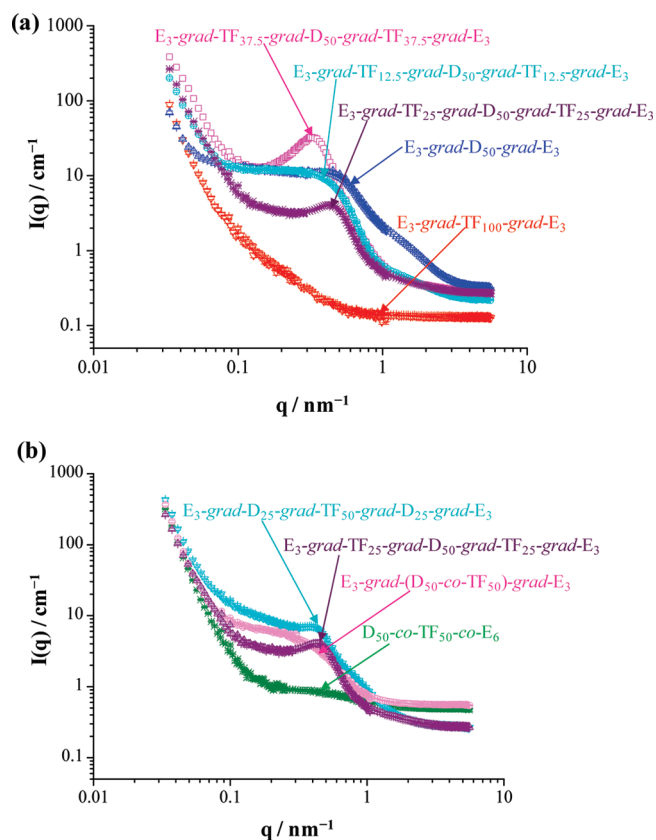 (a)
E3-grad-TF37.5-grad-D50-grad-TF37.5-grad-E3
E3-grad-TF12.5-grad-D50-grad-TF12.5-grad-E3
E3-grad-TF25-grad-D50-grad-TF25-grad-E3
E3-grad-D50-grad-E3
E3-grad-TF100-grad-E3
I(q) / cm⁻¹
1000
100
10
1
0.1
0.01
0.1
1
10
q / nm⁻¹
(b)
E3-grad-D25-grad-TF50-grad-D25-grad-E3
E3-grad-TF25-grad-D50-grad-TF25-grad-E3
E3-grad-(D50-co-TF50)-grad-E3
D50-co-TF50-co-E6
I(q) / cm⁻¹
1000
100
10
1
0.1
0.01
0.1
1
10
q / nm⁻¹